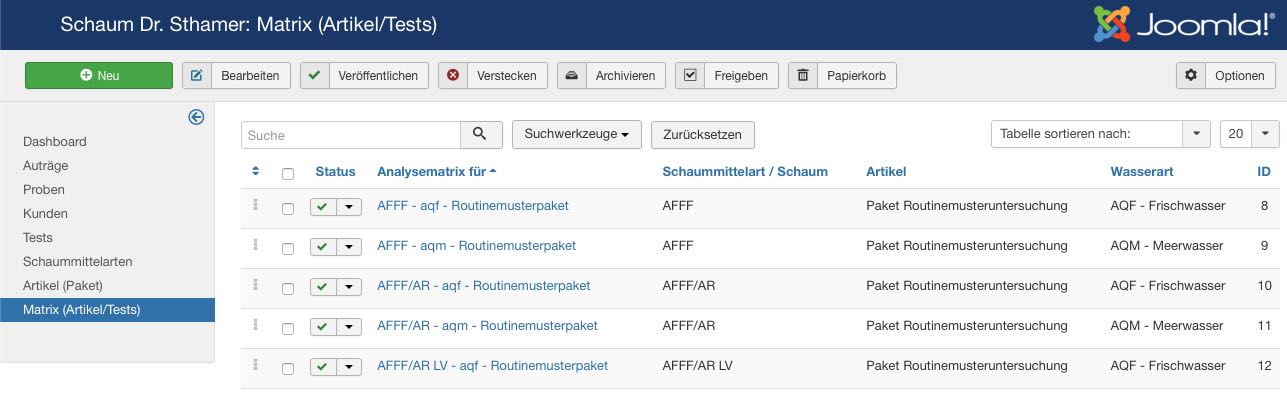 Schaum Dr. Sthamer: Matrix (Artikel/Tests)
Joomla!®
Neu Bearbeiten Veröffentlichen Verstecken Archivieren Freigeben Papierkorb Optionen
Dashboard
Auträge
Proben
Kunden
Tests
Schaummittelarten
Artikel (Paket)
Matrix (Artikel/Tests)
Suche Suchwerkzeuge Zurücksetzen Tabelle sortieren nach: 20
Status Analysematrix für Schaummittelart / Schaum Artikel Wasserart ID
AFFF - aqf - Routinemusterpaket AFFF Paket Routinemusteruntersuchung AQF - Frischwasser 8
AFFF - aqm - Routinemusterpaket AFFF Paket Routinemusteruntersuchung AQM - Meerwasser 9
AFFF/AR - aqf - Routinemusterpaket AFFF/AR Paket Routinemusteruntersuchung AQF - Frischwasser 10
AFFF/AR - aqm - Routinemusterpaket AFFF/AR Paket Routinemusteruntersuchung AQM - Meerwasser 11
AFFF/AR LV - aqf - Routinemusterpaket AFFF/AR LV Paket Routinemusteruntersuchung AQF - Frischwasser 12